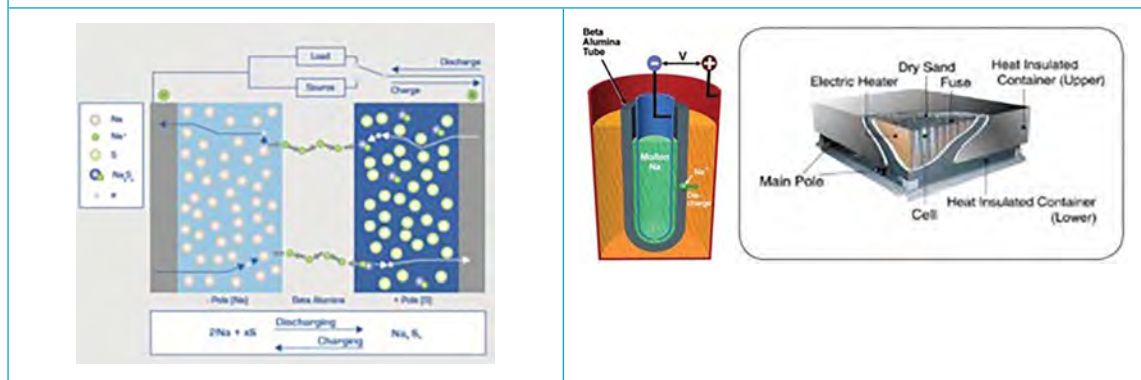 Load
Source
Discharge
Charge
Na
Na+
S
Na₂Sₓ
e
- Pole [Na]
Beta Alumina
+ Pole [S]
2Na + xS
Discharging
Charging
Na₂ Sₓ
Beta
Alumina
Tube
V
Molten
Na
Na+
Dis-
charge
Electric Heater
Dry Sand
Fuse
Heat Insulated
Container (Upper)
Main Pole
Cell
Heat Insulated Container
(Lower)